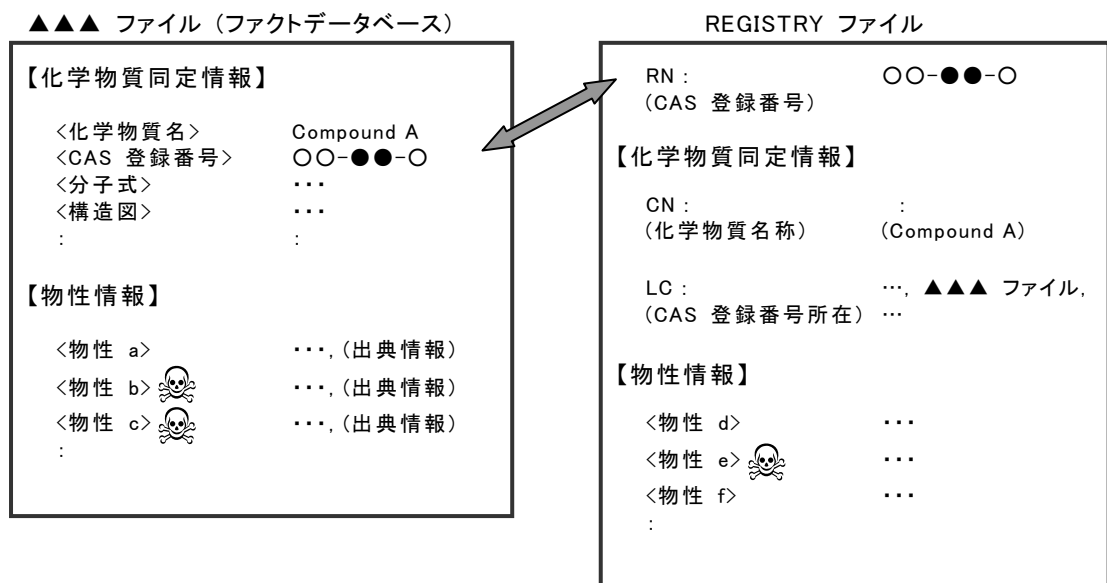 ▲▲▲ ファイル (ファクトデータベース)
【化学物質同定情報】
<化学物質名> Compound A
<CAS 登録番号> ○○-●●-○
<分子式> ・・・
<構造図> ・・・
: :
【物性情報】
<物性 a> ・・・, (出典情報)
<物性 b> ・・・, (出典情報)
<物性 c> ・・・, (出典情報)
:
REGISTRY ファイル
RN : ○○-●●-○
(CAS 登録番号)
【化学物質同定情報】
CN : :
(化学物質名称) (Compound A)
LC : …, ▲▲▲ ファイル,
(CAS 登録番号所在) …
【物性情報】
<物性 d> ・・・
<物性 e> ・・・
<物性 f> ・・・
: